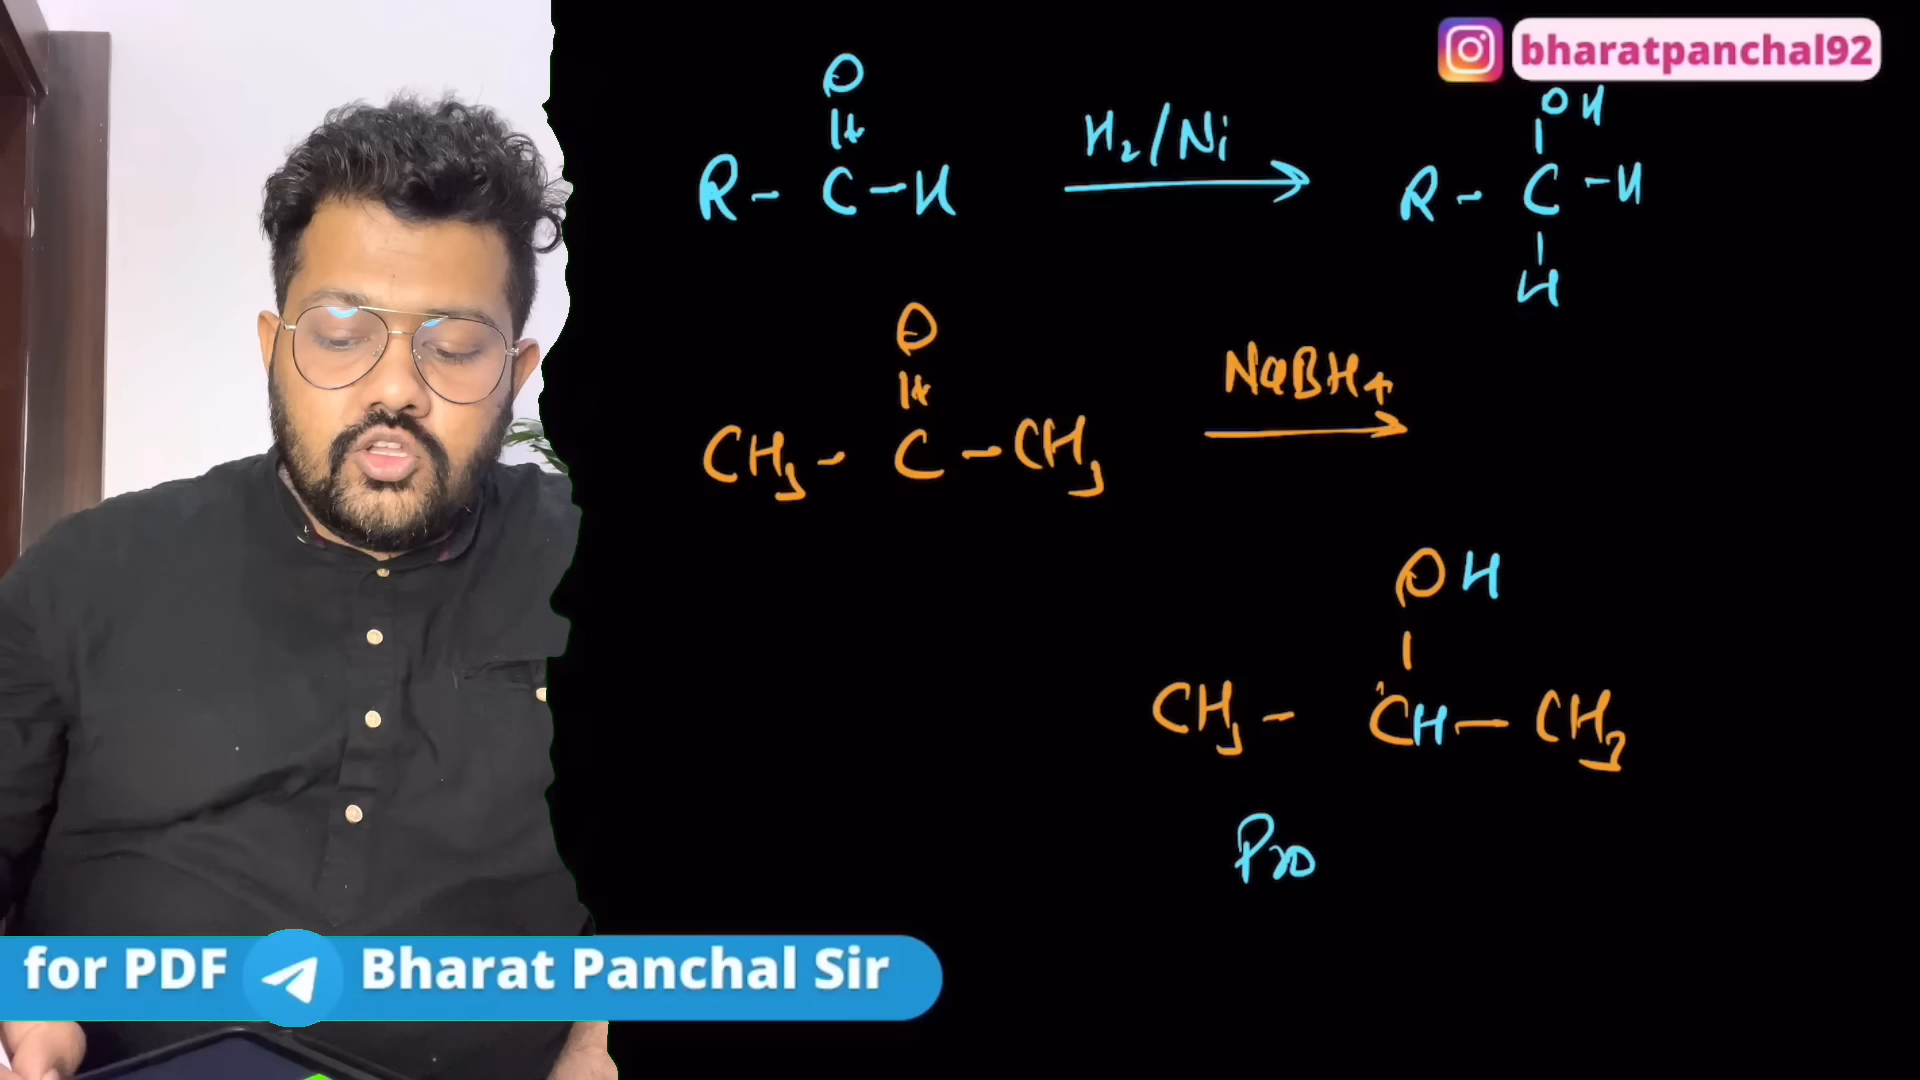 bharatpanchal92
O
||
R - C - H
H₂/Ni
OH
|
R - C - H
|
H
O
||
CH₃ - C - CH₃
NaBH₄
OH
|
CH₃ - CH - CH₃
Pro
for PDF Bharat Panchal Sir